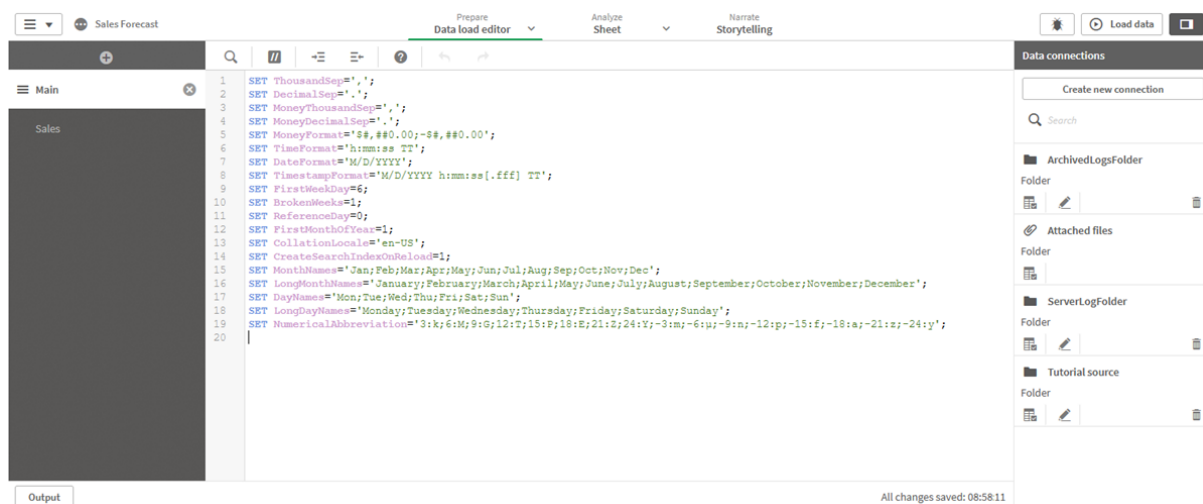 Sales Forecast
Prepare
Data load editor
Analyze
Sheet
Narrate
Storytelling
Load data
Main
Sales
1 SET ThousandSep=',';
2 SET DecimalSep='.';
3 SET MoneyThousandSep=',';
4 SET MoneyDecimalSep='.';
5 SET MoneyFormat='$#,##0.00;-$#,##0.00';
6 SET TimeFormat='h:mm:ss TT';
7 SET DateFormat='M/D/YYYY';
8 SET TimestampFormat='M/D/YYYY h:mm:ss[.fff] TT';
9 SET FirstWeekDay=6;
10 SET BrokenWeeks=1;
11 SET ReferenceDay=0;
12 SET FirstMonthOfYear=1;
13 SET CollationLocale='en-US';
14 SET CreateSearchIndexOnReload=1;
15 SET MonthNames='Jan;Feb;Mar;Apr;May;Jun;Jul;Aug;Sep;Oct;Nov;Dec';
16 SET LongMonthNames='January;February;March;April;May;June;July;August;September;October;November;December';
17 SET DayNames='Mon;Tue;Wed;Thu;Fri;Sat;Sun';
18 SET LongDayNames='Monday;Tuesday;Wednesday;Thursday;Friday;Saturday;Sunday';
19 SET NumericalAbbreviation='3:k;6:M;9:G;12:T;15:P;18:E;21:Z;24:Y;-3:m;-6:μ;-9:n;-12:p;-15:f;-18:a;-21:z;-24:y';
20
Data connections
Create new connection
Search
ArchivedLogsFolder
Folder
Attached files
Folder
ServerLogFolder
Folder
Tutorial source
Folder
Output
All changes saved: 08:58:11